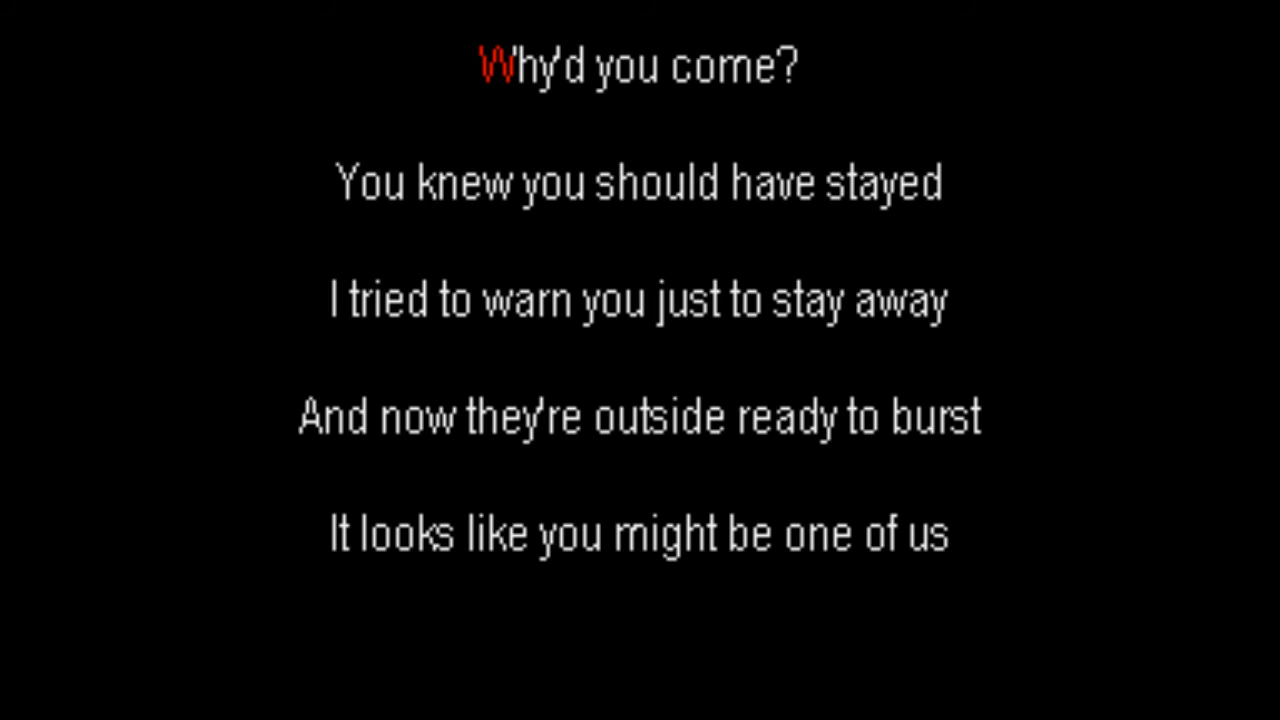 Why'd you come?
You knew you should have stayed
I tried to warn you just to stay away
And now they're outside ready to burst
It looks like you might be one of us